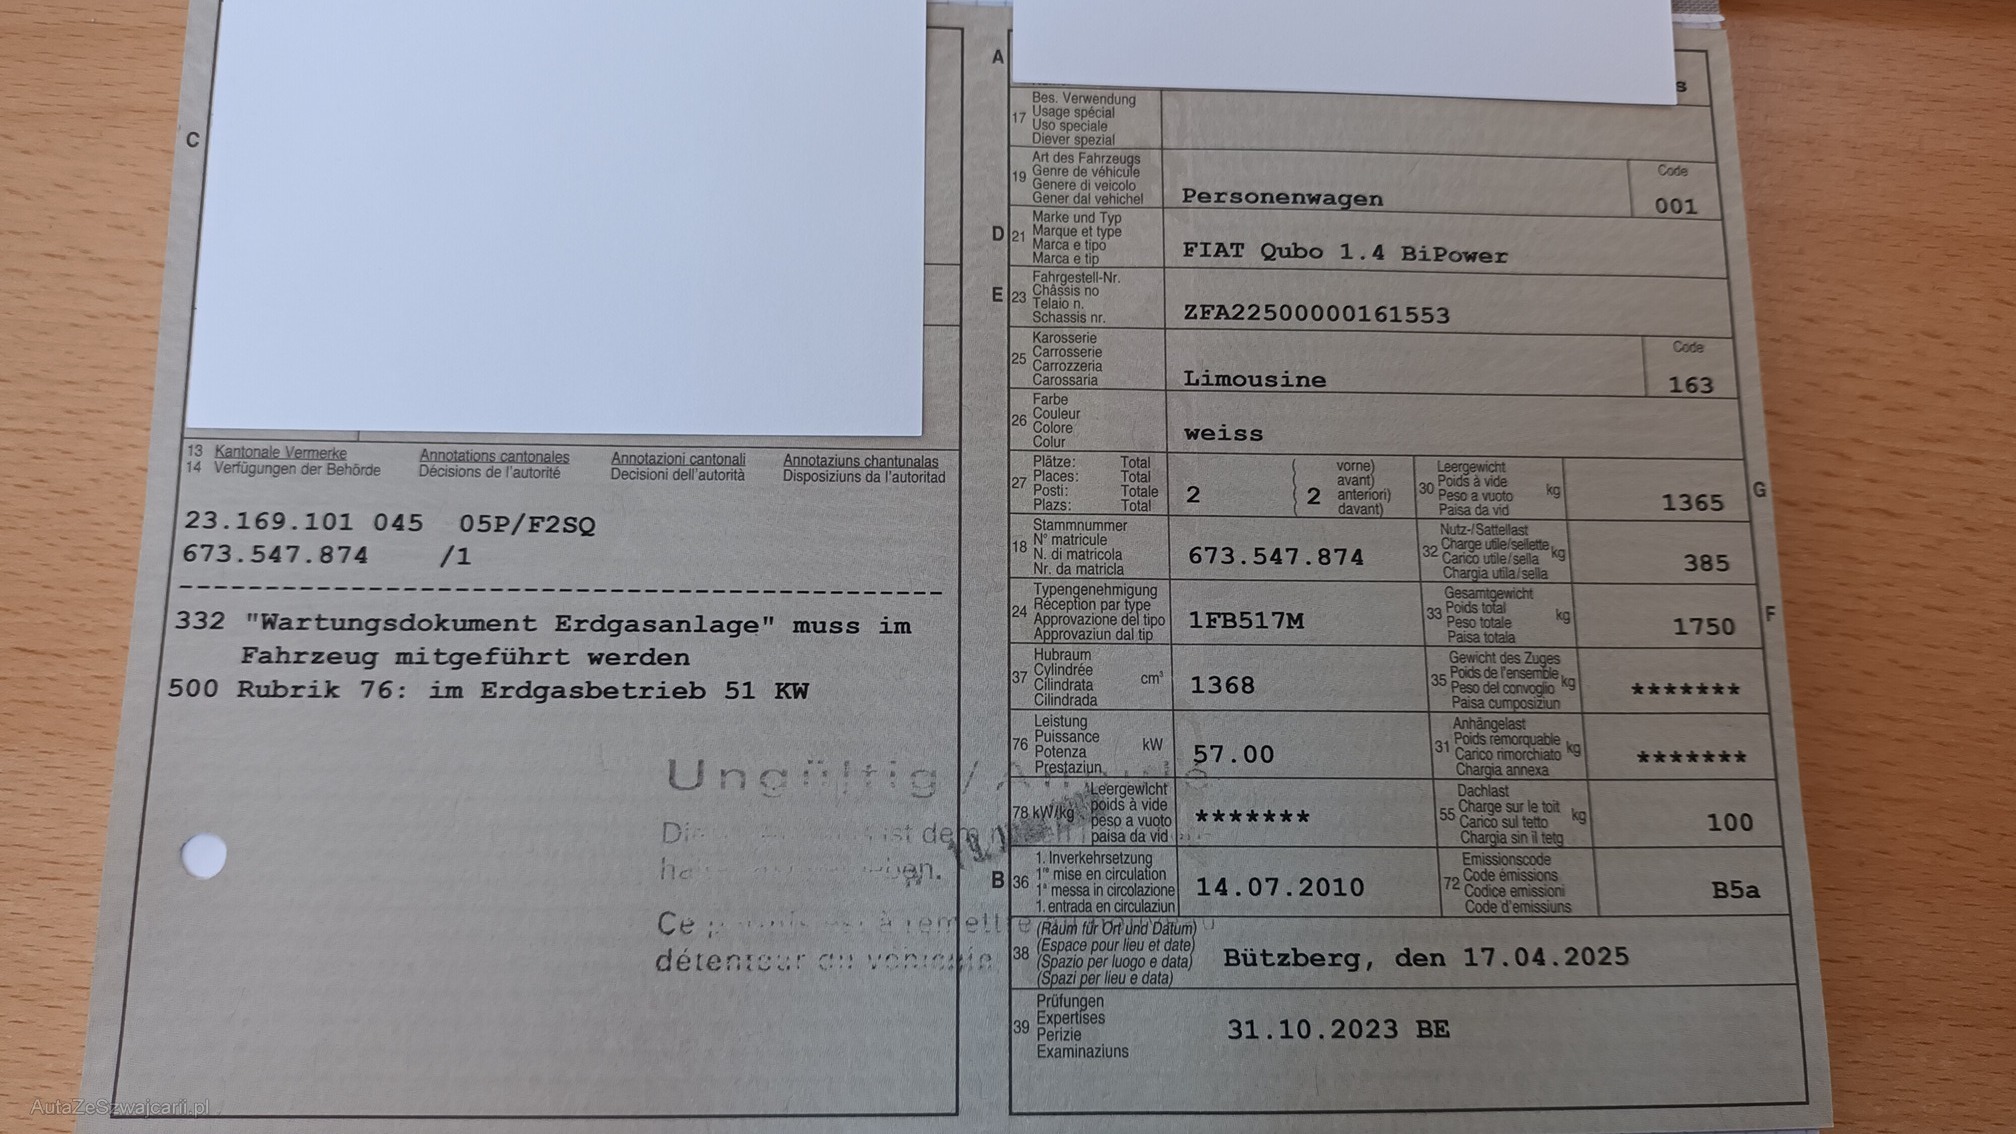 C
13 Kantonale Vermerke Annotations cantonales Annotazioni cantonali Annotaziuns chantunalas
14 Verfügungen der Behörde Décisions de l'autorité Decisioni dell'autorità Disposiziuns da l'autoritad
23.169.101 045 05P/F2SQ
673.547.874 /1
332 "Wartungsdokument Erdgasanlage" muss im
Fahrzeug mitgeführt werden
500 Rubrik 76: im Erdgasbetrieb 51 KW
Ungültig /
ist dem
Ce à remettre
détenteur du véhicule
A
s
17 Bes. Verwendung
Usage spécial
Uso speciale
Diever spezial
19 Art des Fahrzeugs
Genre de véhicule
Genere di veicolo
Gener dal vehichel
Personenwagen
Code
001
D 21 Marke und Typ
Marque et type
Marca e tipo
Marca e tip
FIAT Qubo 1.4 BiPower
E 23 Fahrgestell-Nr.
Châssis no
Telaio n.
Schassis nr.
ZFA22500000161553
25 Karosserie
Carrosserie
Carrozzeria
Carossaria
Limousine
Code
163
26 Farbe
Couleur
Colore
Colur
weiss
27 Plätze: Total
Places: Total
Posti: Totale
Plazs: Total
2
2
vorne)
avant)
anteriori)
davant)
30 Leergewicht
Poids à vide
Peso a vuoto
Paisa da vid
kg
1365
G
18 Stammnummer
N° matricule
N. di matricola
Nr. da matricla
673.547.874
32 Nutz-/Sattellast
Charge utile/sellette
Carico utile/sella
Chargia utila/sella
kg
385
24 Typengenehmigung
Réception par type
Approvazione del tipo
Approvaziun dal tip
1FB517M
33 Gesamtgewicht
Poids total
Peso totale
Paisa totala
kg
1750
F
37 Hubraum
Cylindrée
Cilindrata
Cilindrada
cm³
1368
35 Gewicht des Zuges
Poids de l'ensemble
Peso del convoglio
Paisa cumposiziun
kg
*******
76 Leistung
Puissance
Potenza
Prestaziun
kW
57.00
31 Anhängelast
Poids remorquable
Carico rimorchiato
Chargia annexa
kg
*******
78 kW/kg Leergewicht
poids à vide
peso a vuoto
paisa da vid
*******
55 Dachlast
Charge sur le toit
Carico sul tetto
Chargia sin il tetg
kg
100
B 36 1. Inverkehrsetzung
1re mise en circulation
1a messa in circolazione
1. entrada en circulaziun
14.07.2010
72 Emissionscode
Code émissions
Codice emissioni
Code d'emissiuns
B5a
38 (Raum für Ort und Datum)
(Espace pour lieu et date)
(Spazio per luogo e data)
(Spazi per lieu e data)
Bützberg, den 17.04.2025
39 Prüfungen
Expertises
Perizie
Examinaziuns
31.10.2023 BE
AutaZeSzwajcarii.pl